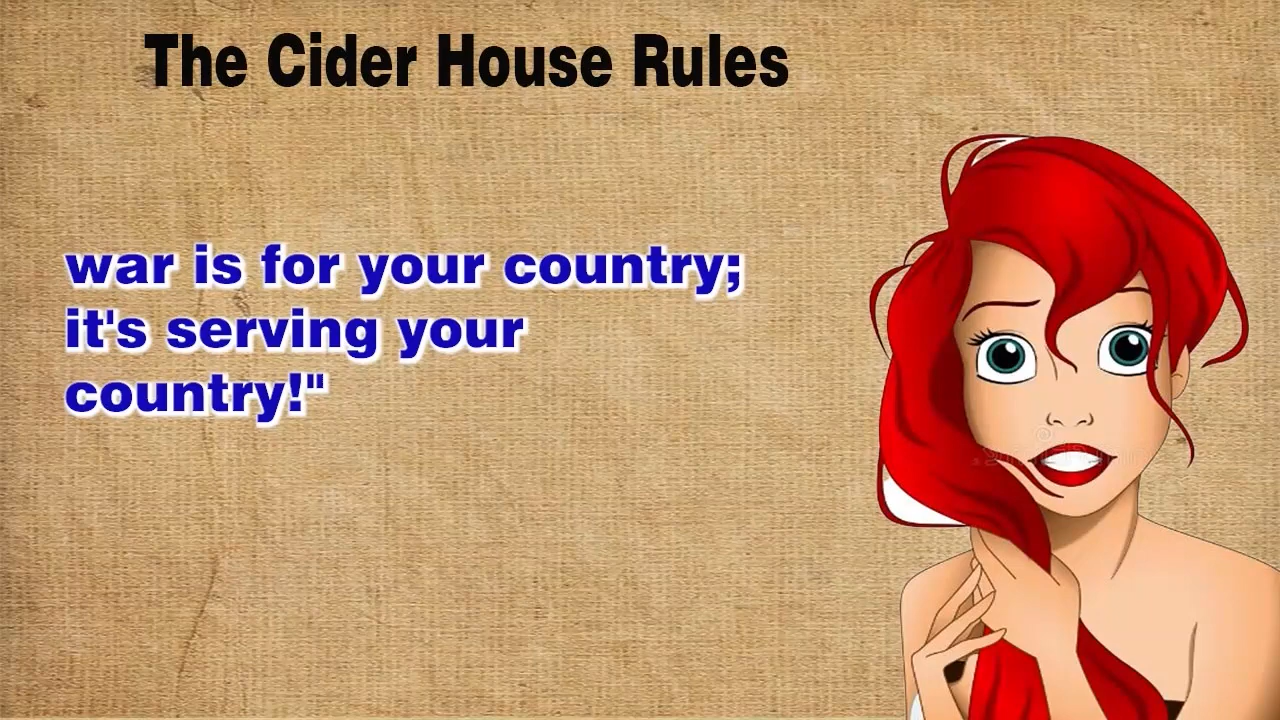 The Cider House Rules
war is for your country;
it's serving your
country!"